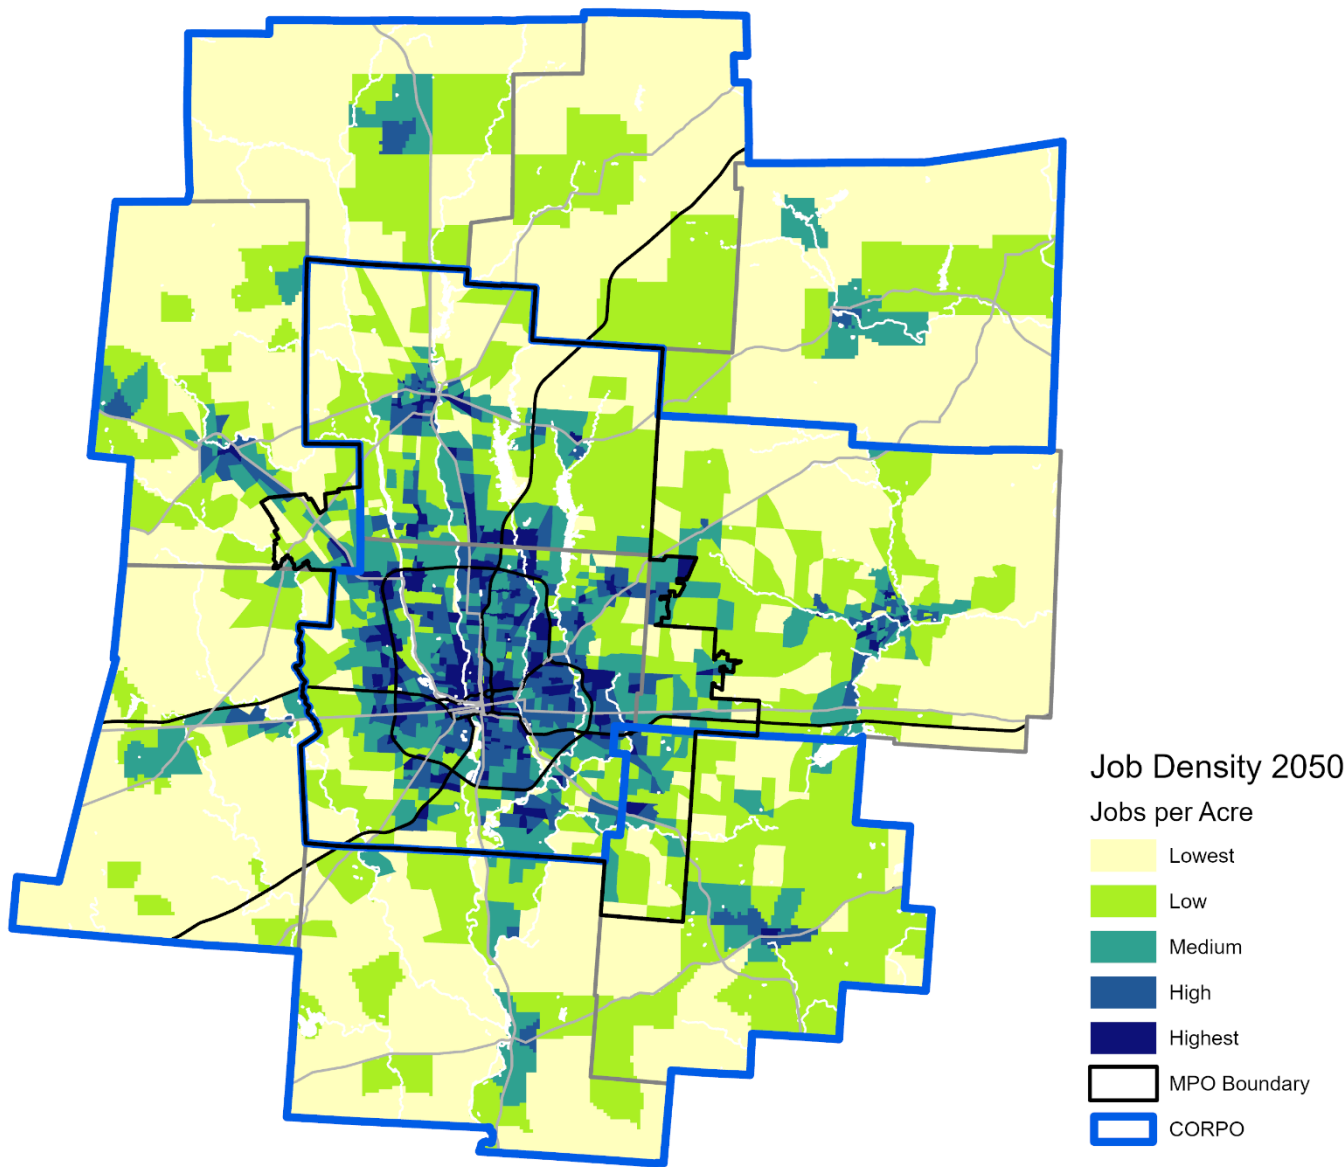 Job Density 2050
Jobs per Acre
Lowest
Low
Medium
High
Highest
MPO Boundary
CORPO